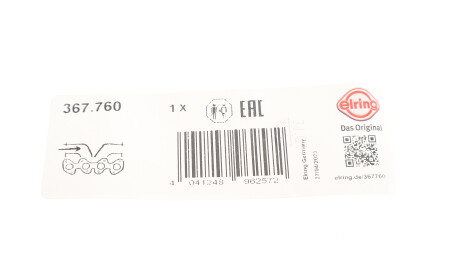 367.760
1 X
EAC
elring
Das Original
4 041248 962572
Elring Germany
elring.de/367760